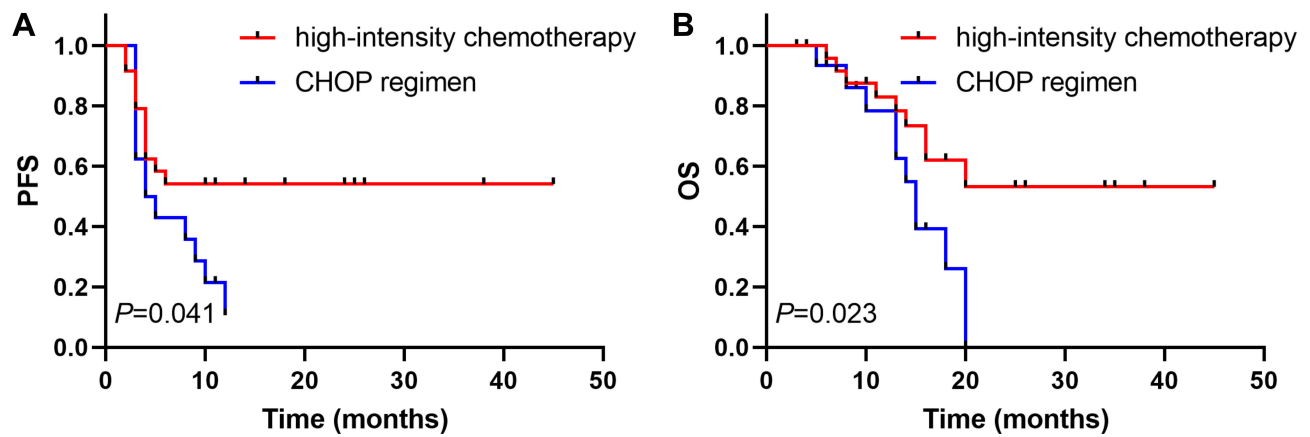 A
high-intensity chemotherapy
CHOP regimen
PFS
1.0
0.8
0.6
0.4
0.2
0.0
P=0.041
0 10 20 30 40 50
Time (months)
B
high-intensity chemotherapy
CHOP regimen
OS
1.0
0.8
0.6
0.4
0.2
0.0
P=0.023
0 10 20 30 40 50
Time (months)